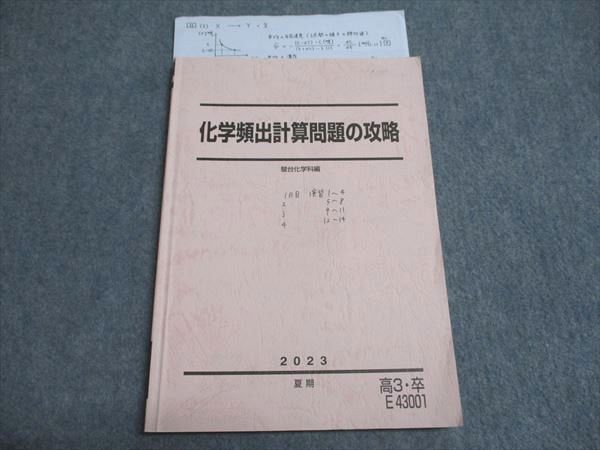 (1) X → Y + Z
化学頻出計算問題の攻略
駿台化学科編
1日目 演習 1～4
2 5～8
3 9～11
4 12～14
2023
夏期
高3・卒
E43001